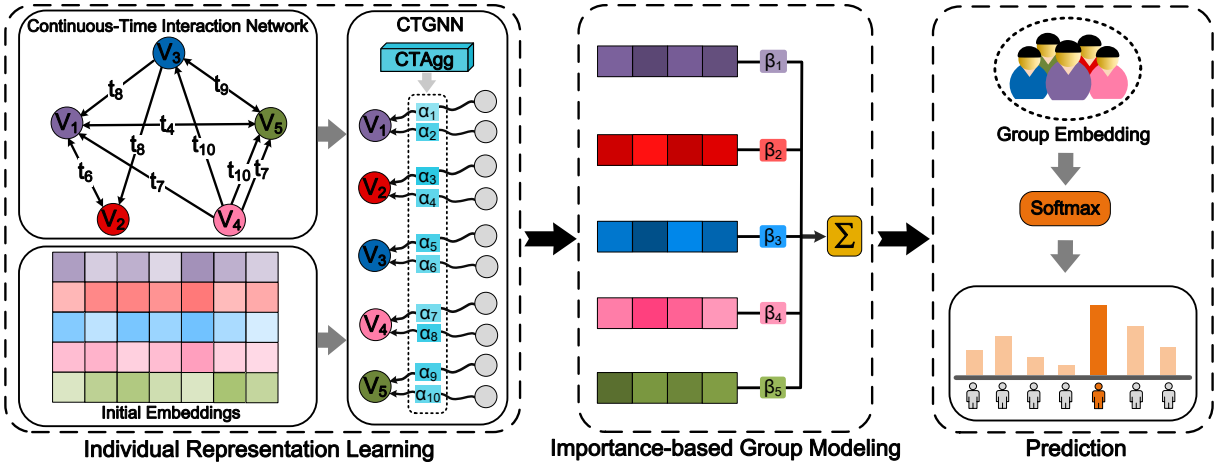 Continuous-Time Interaction Network
V3
t8
t9
V1
t4
V5
t8
t10
t6
t7
t10
t7
V2
V4
Initial Embeddings
CTGNN
CTAgg
V1
α1
α2
V2
α3
α4
V3
α5
α6
V4
α7
α8
V5
α9
α10
Individual Representation Learning
β1
β2
β3
Σ
β4
β5
Importance-based Group Modeling
Group Embedding
Softmax
Prediction